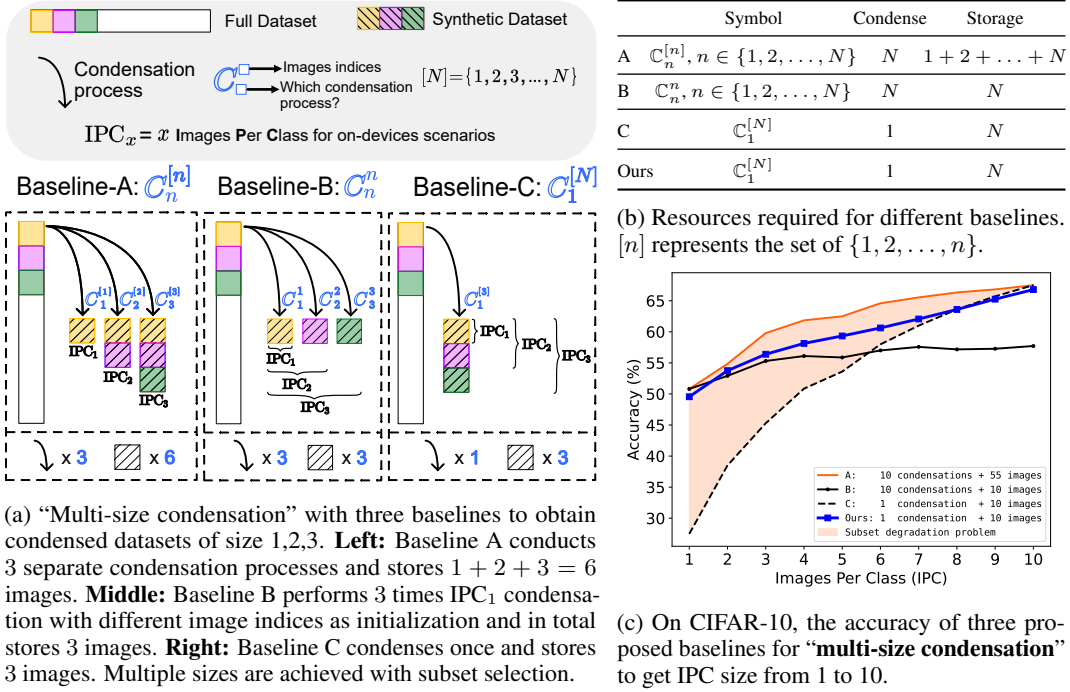 Full Dataset
Synthetic Dataset
Condensation process
ℂ
Images indices
Which condensation process?
[N]={1, 2, 3, ..., N}
IPC_x = x Images Per Class for on-devices scenarios
Baseline-A: ℂ_n^{[n]}
Baseline-B: ℂ_n^n
Baseline-C: ℂ_1^{[N]}
ℂ_1^{[1]} ℂ_2^{[2]} ℂ_3^{[3]}
IPC_1
IPC_2
IPC_3
x 3
x 6
ℂ_1^1 ℂ_2^2 ℂ_3^3
IPC_1
IPC_2
IPC_3
x 3
x 3
ℂ_1^{[3]}
IPC_1
IPC_2
IPC_3
x 1
x 3
(a) “Multi-size condensation” with three baselines to obtain
condensed datasets of size 1,2,3. Left: Baseline A conducts
3 separate condensation processes and stores 1 + 2 + 3 = 6
images. Middle: Baseline B performs 3 times IPC_1 condensa-
tion with different image indices as initialization and in total
stores 3 images. Right: Baseline C condenses once and stores
3 images. Multiple sizes are achieved with subset selection.
Symbol Condense Storage
A ℂ_n^{[n]}, n ∈ {1, 2, . . . , N} N 1 + 2 + . . . + N
B ℂ_n^n, n ∈ {1, 2, . . . , N} N N
C ℂ_1^{[N]} 1 N
Ours ℂ_1^{[N]} 1 N
(b) Resources required for different baselines.
[n] represents the set of {1, 2, . . . , n}.
Accuracy (%)
65
60
55
50
45
40
35
30
A: 10 condensations + 55 images
B: 10 condensations + 10 images
C: 1 condensation + 10 images
Ours: 1 condensation + 10 images
Subset degradation problem
1 2 3 4 5 6 7 8 9 10
Images Per Class (IPC)
(c) On CIFAR-10, the accuracy of three pro-
posed baselines for “multi-size condensation”
to get IPC size from 1 to 10.